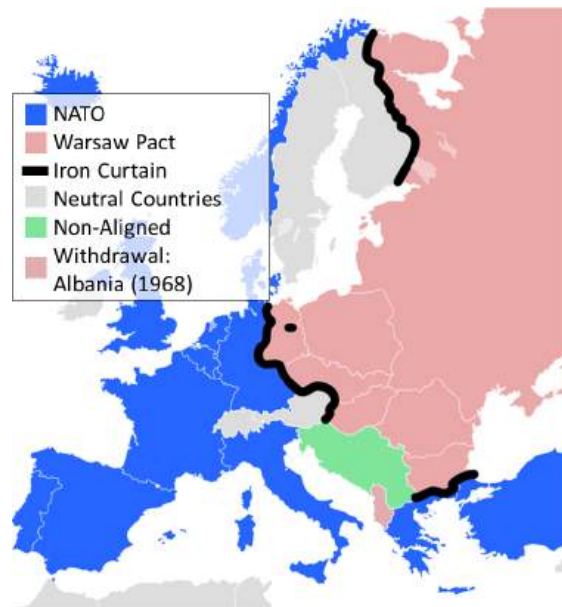 NATO
Warsaw Pact
Iron Curtain
Neutral Countries
Non-Aligned
Withdrawal:
Albania (1968)